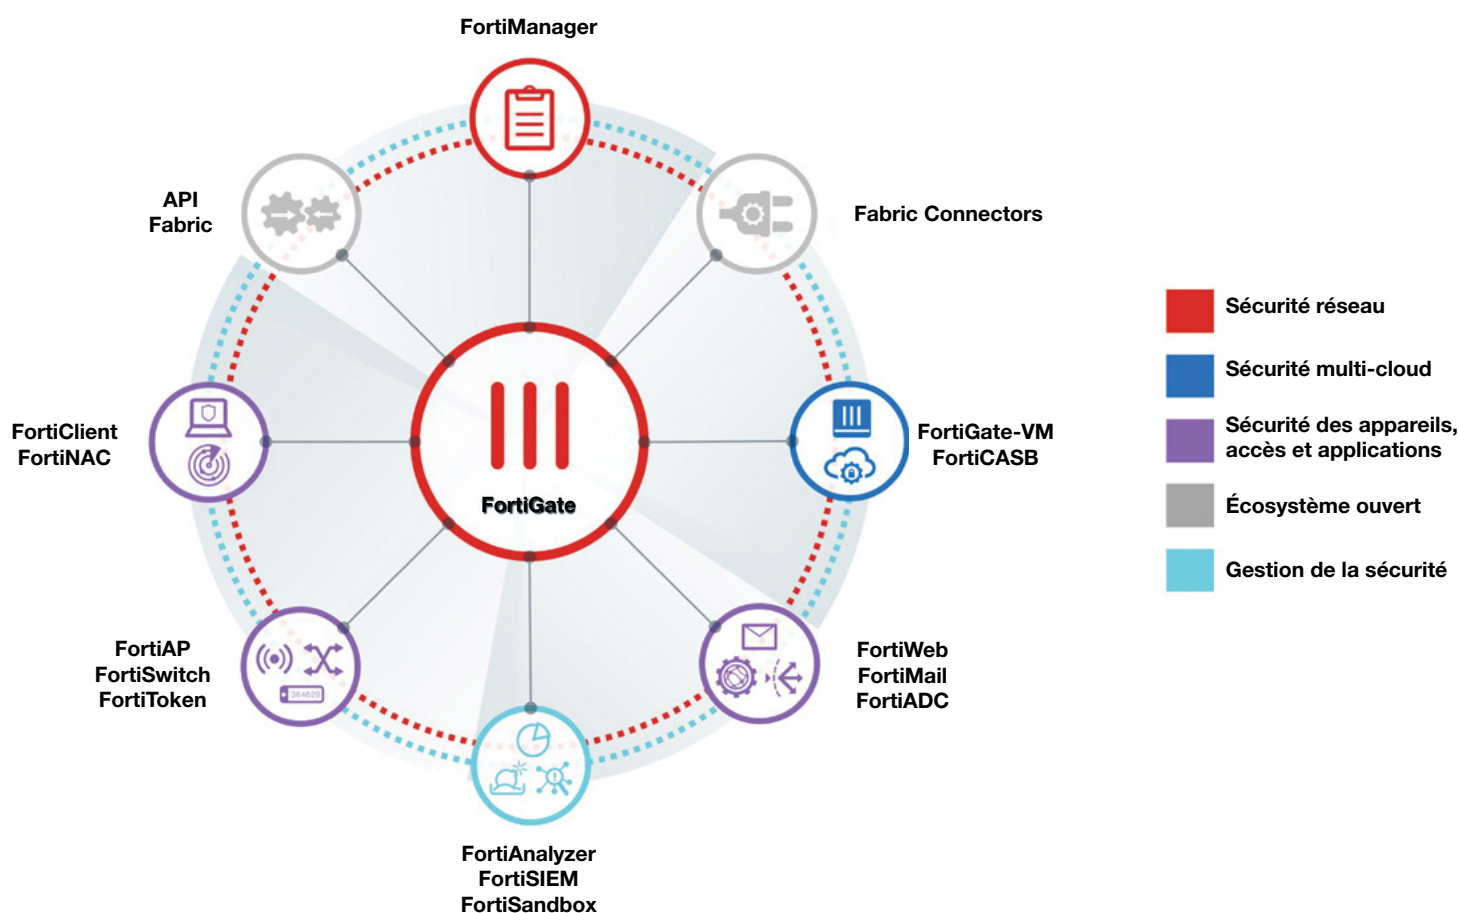 FortiManager
API
Fabric
Fabric Connectors
FortiClient
FortiNAC
FortiGate
FortiGate-VM
FortiCASB
FortiAP
FortiSwitch
FortiToken
364629
FortiWeb
FortiMail
FortiADC
FortiAnalyzer
FortiSIEM
FortiSandbox
Sécurité réseau
Sécurité multi-cloud
Sécurité des appareils,
accès et applications
Écosystème ouvert
Gestion de la sécurité